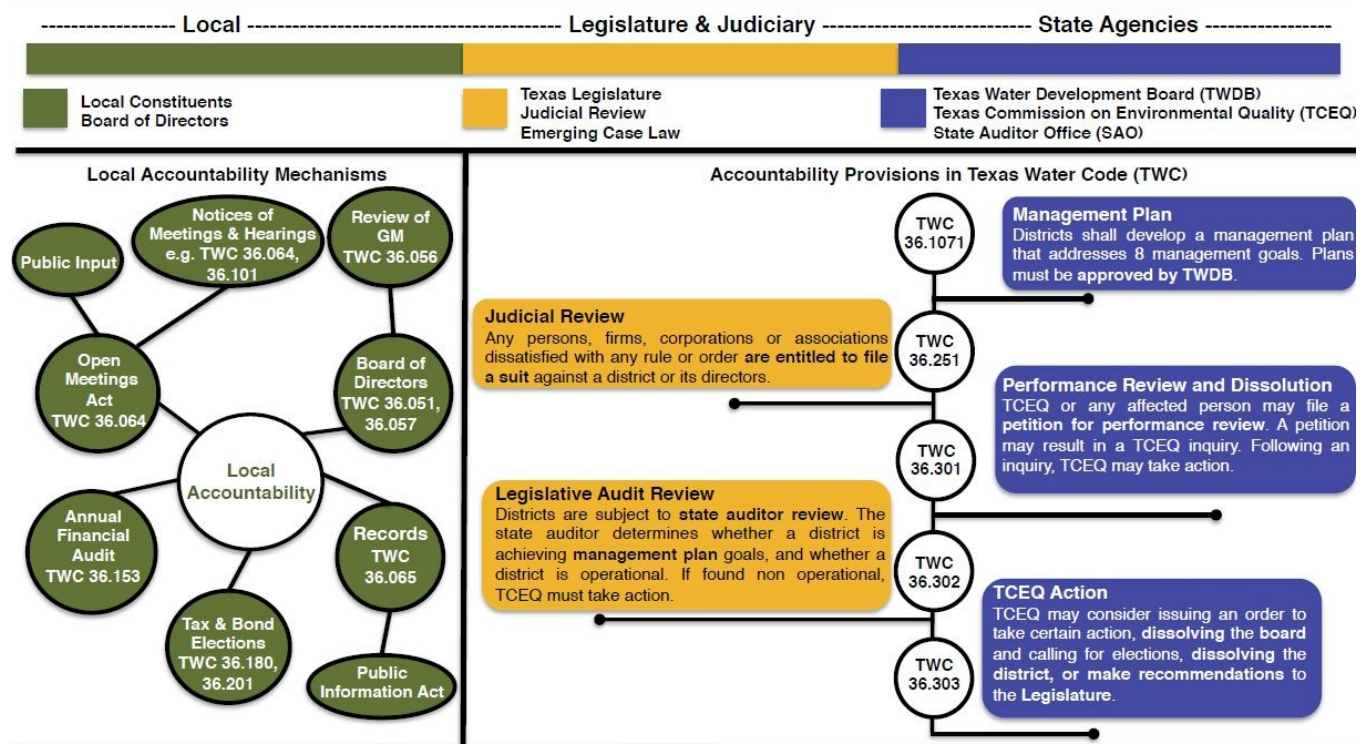 Local
Legislature & Judiciary
State Agencies
Local Constituents
Board of Directors
Texas Legislature
Judicial Review
Emerging Case Law
Texas Water Development Board (TWDB)
Texas Commission on Environmental Quality (TCEQ)
State Auditor Office (SAO)
Local Accountability Mechanisms
Public Input
Notices of
Meetings & Hearings
e.g. TWC 36.064,
36.101
Review of
GM
TWC 36.056
Open
Meetings
Act
TWC 36.064
Board of
Directors
TWC 36.051,
36.057
Local
Accountability
Annual
Financial
Audit
TWC 36.153
Records
TWC
36.065
Tax & Bond
Elections
TWC 36.180,
36.201
Public
Information Act
Accountability Provisions in Texas Water Code (TWC)
TWC
36.1071
Management Plan
Districts shall develop a management plan
that addresses 8 management goals. Plans
must be approved by TWDB.
Judicial Review
Any persons, firms, corporations or associations
dissatisfied with any rule or order are entitled to file
a suit against a district or its directors.
TWC
36.251
Performance Review and Dissolution
TCEQ or any affected person may file a
petition for performance review. A petition
may result in a TCEQ inquiry. Following an
inquiry, TCEQ may take action.
TWC
36.301
Legislative Audit Review
Districts are subject to state auditor review. The
state auditor determines whether a district is
achieving management plan goals, and whether a
district is operational. If found non operational,
TCEQ must take action.
TWC
36.302
TCEQ Action
TCEQ may consider issuing an order to
take certain action, dissolving the board
and calling for elections, dissolving the
district, or make recommendations to
the Legislature.
TWC
36.303